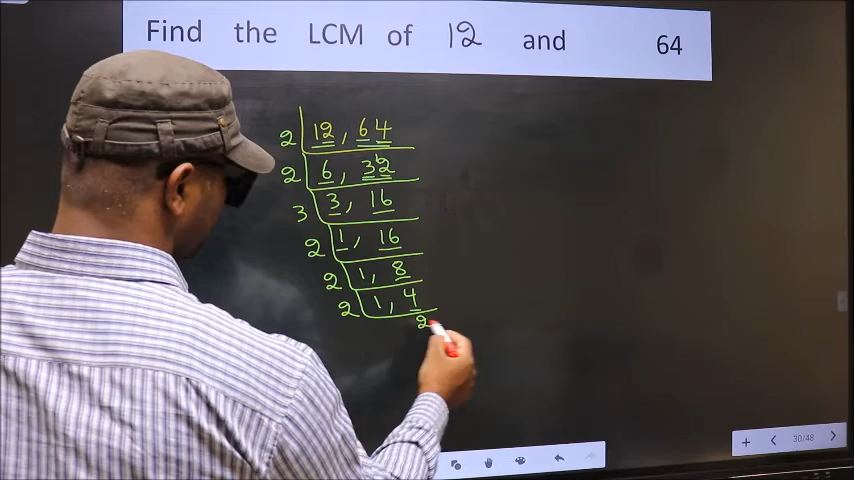 Find the LCM of 12 and 64
2 12, 64
2 6, 32
3 3, 16
2 1, 16
2 1, 8
2 1, 4
2
30/48